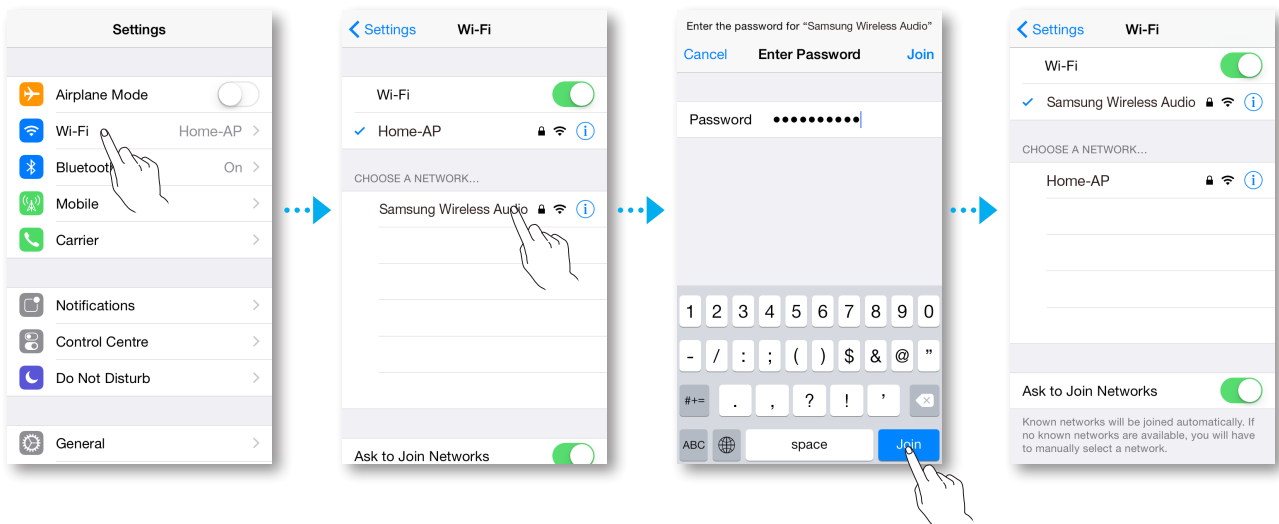 Settings
Airplane Mode
Wi-Fi Home-AP
Bluetooth On
Mobile
Carrier
Notifications
Control Centre
Do Not Disturb
General
Settings Wi-Fi
Wi-Fi
Home-AP
CHOOSE A NETWORK...
Samsung Wireless Audio
Ask to Join Networks
Enter the password for “Samsung Wireless Audio”
Cancel Enter Password Join
Password ••••••••••
1 2 3 4 5 6 7 8 9 0
- / : ; ( ) $ & @ ”
#+= . , ? ! ’
ABC space Join
Settings Wi-Fi
Wi-Fi
Samsung Wireless Audio
CHOOSE A NETWORK...
Home-AP
Ask to Join Networks
Known networks will be joined automatically. If
no known networks are available, you will have
to manually select a network.